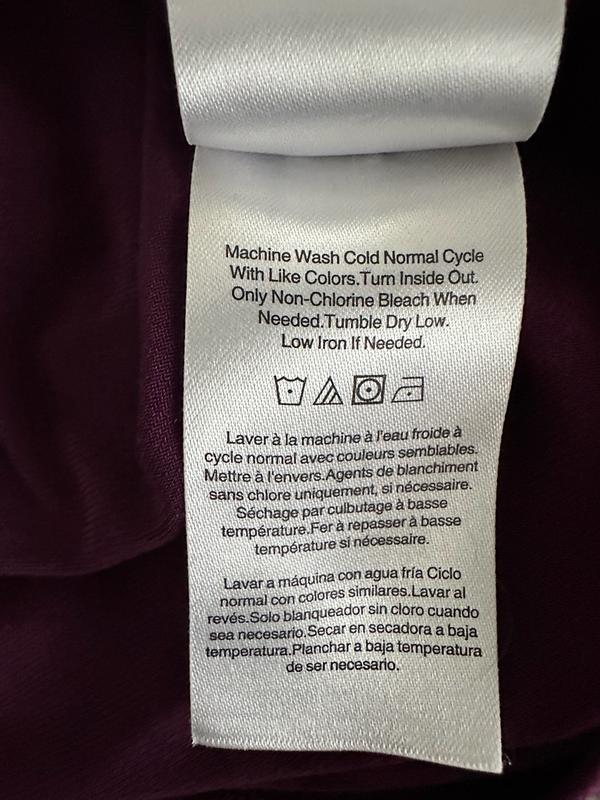 Machine Wash Cold Normal Cycle
With Like Colors.Turn Inside Out.
Only Non-Chlorine Bleach When
Needed.Tumble Dry Low.
Low Iron If Needed.
Laver à la machine à l'eau froide à
cycle normal avec couleurs semblables.
Mettre à l'envers.Agents de blanchiment
sans chlore uniquement, si nécessaire.
Séchage par culbutage à basse
température.Fer à repasser à basse
température si nécessaire.
Lavar a máquina con agua fría Ciclo
normal con colores similares.Lavar al
revés.Solo blanqueador sin cloro cuando
sea necesario.Secar en secadora a baja
temperatura.Planchar a baja temperatura
de ser necesario.